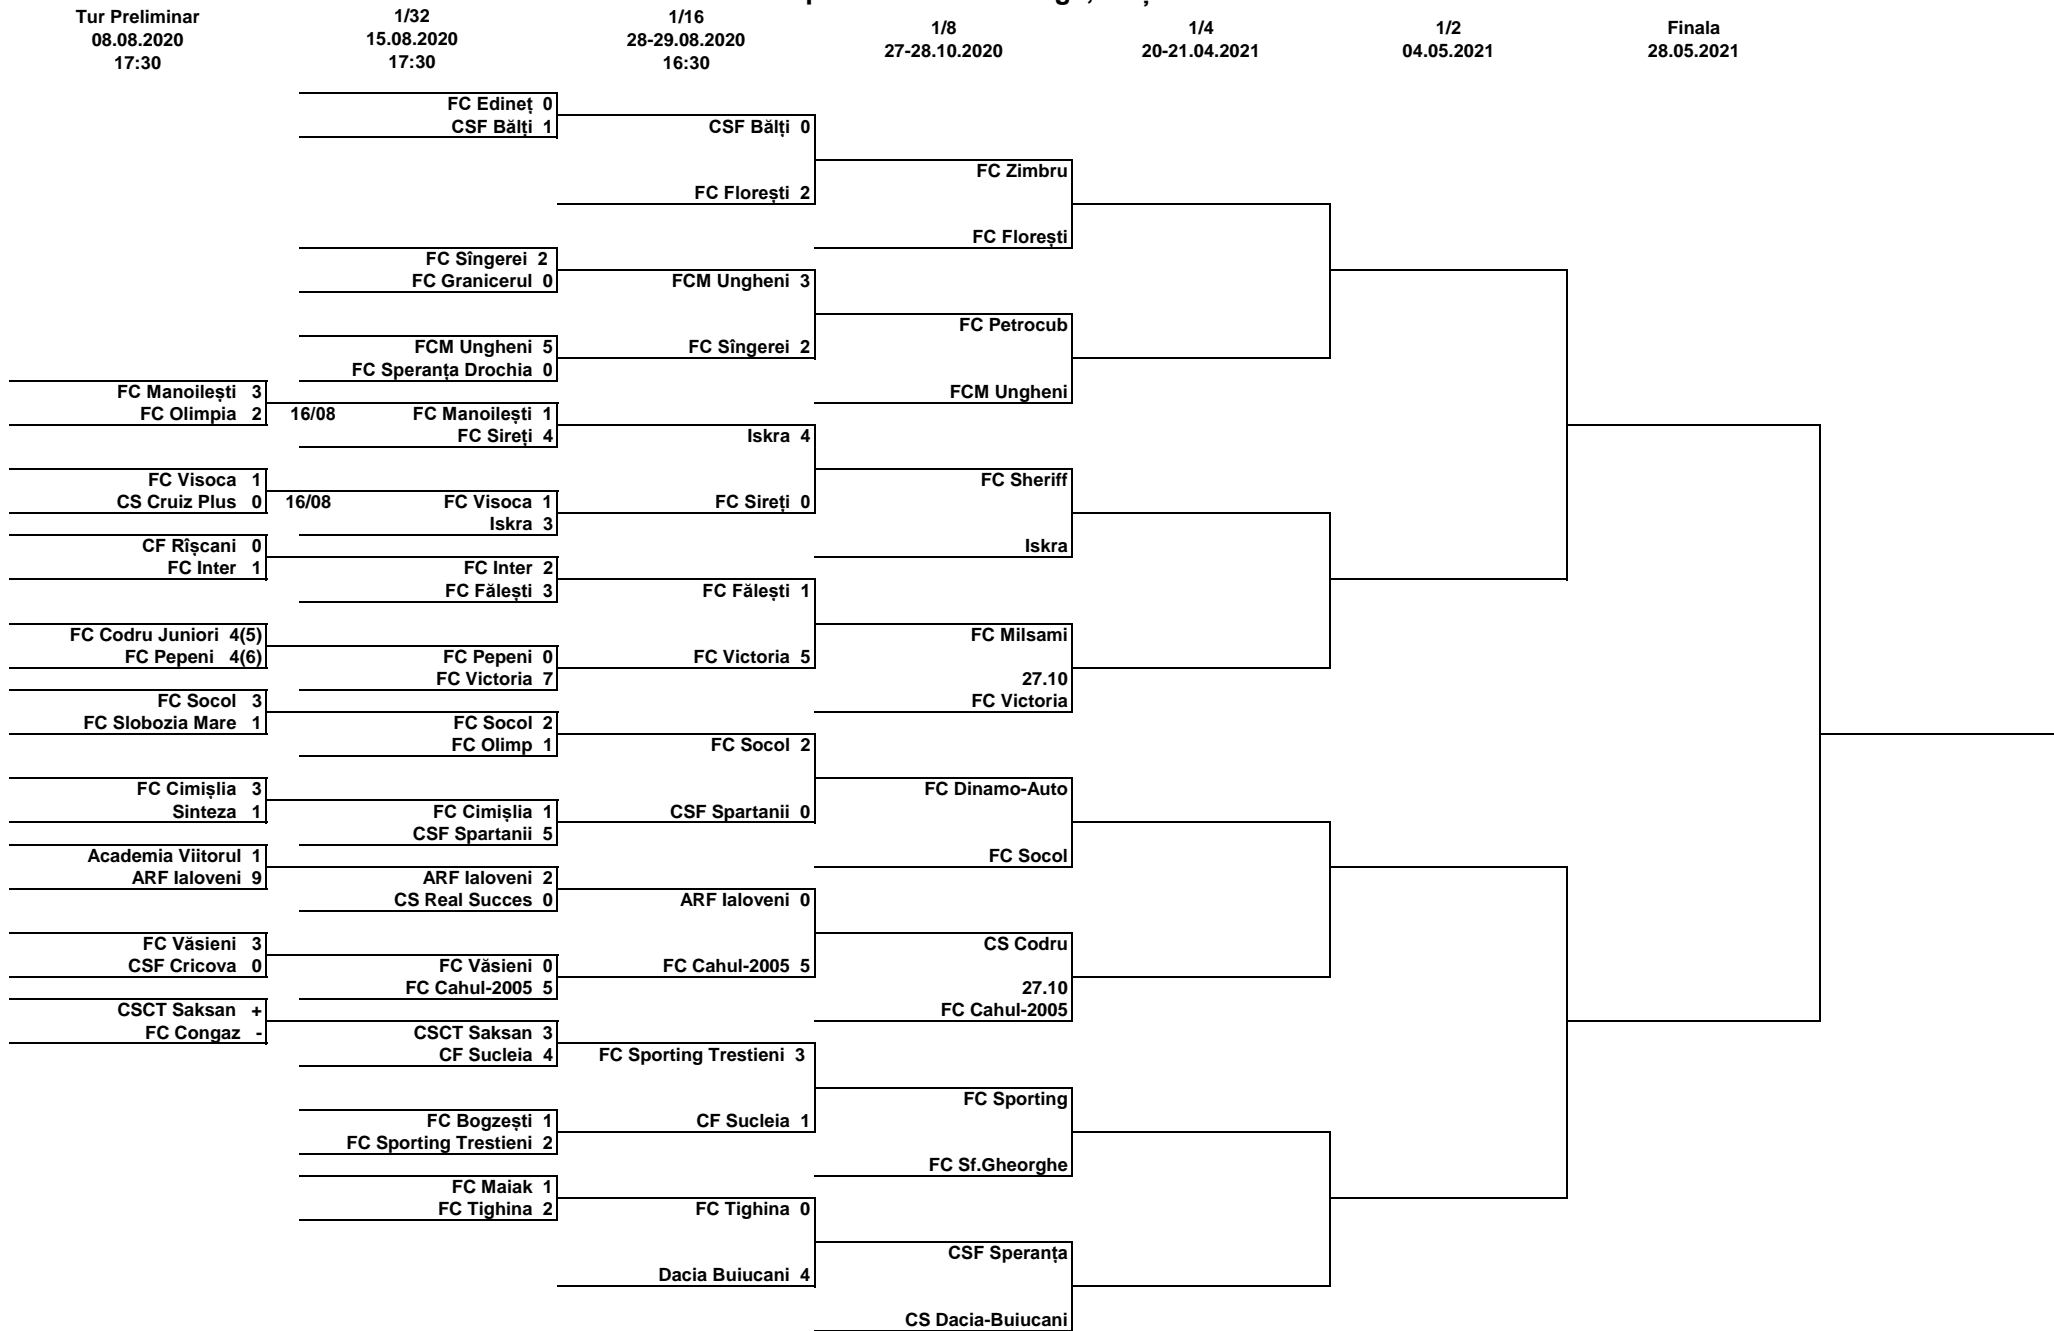 Tur Preliminar
08.08.2020
17:30
1/32
15.08.2020
17:30
1/16
28-29.08.2020
16:30
1/8
27-28.10.2020
1/4
20-21.04.2021
1/2
04.05.2021
Finala
28.05.2021
FC Manoilești 3
FC Olimpia 2
FC Visoca 1
CS Cruiz Plus 0
CF Rîșcani 0
FC Inter 1
FC Codru Juniori 4(5)
FC Pepeni 4(6)
FC Socol 3
FC Slobozia Mare 1
FC Cimișlia 3
Sinteza 1
Academia Viitorul 1
ARF Ialoveni 9
FC Văsieni 3
CSF Cricova 0
CSCT Saksan +
FC Congaz -
FC Edineț 0
CSF Bălți 1
FC Sîngerei 2
FC Granicerul 0
FCM Ungheni 5
FC Speranța Drochia 0
16/08 FC Manoilești 1
FC Sireți 4
16/08 FC Visoca 1
Iskra 3
FC Inter 2
FC Fălești 3
FC Pepeni 0
FC Victoria 7
FC Socol 2
FC Olimp 1
FC Cimișlia 1
CSF Spartanii 5
ARF Ialoveni 2
CS Real Succes 0
FC Văsieni 0
FC Cahul-2005 5
CSCT Saksan 3
CF Sucleia 4
FC Bogzești 1
FC Sporting Trestieni 2
FC Maiak 1
FC Tighina 2
CSF Bălți 0
FC Florești 2
FCM Ungheni 3
FC Sîngerei 2
Iskra 4
FC Sireți 0
FC Fălești 1
FC Victoria 5
FC Socol 2
CSF Spartanii 0
ARF Ialoveni 0
FC Cahul-2005 5
FC Sporting Trestieni 3
CF Sucleia 1
FC Tighina 0
Dacia Buiucani 4
FC Zimbru
FC Florești
FC Petrocub
FCM Ungheni
FC Sheriff
Iskra
FC Milsami
27.10
FC Victoria
FC Dinamo-Auto
FC Socol
CS Codru
27.10
FC Cahul-2005
FC Sporting
FC Sf.Gheorghe
CSF Speranța
CS Dacia-Buiucani